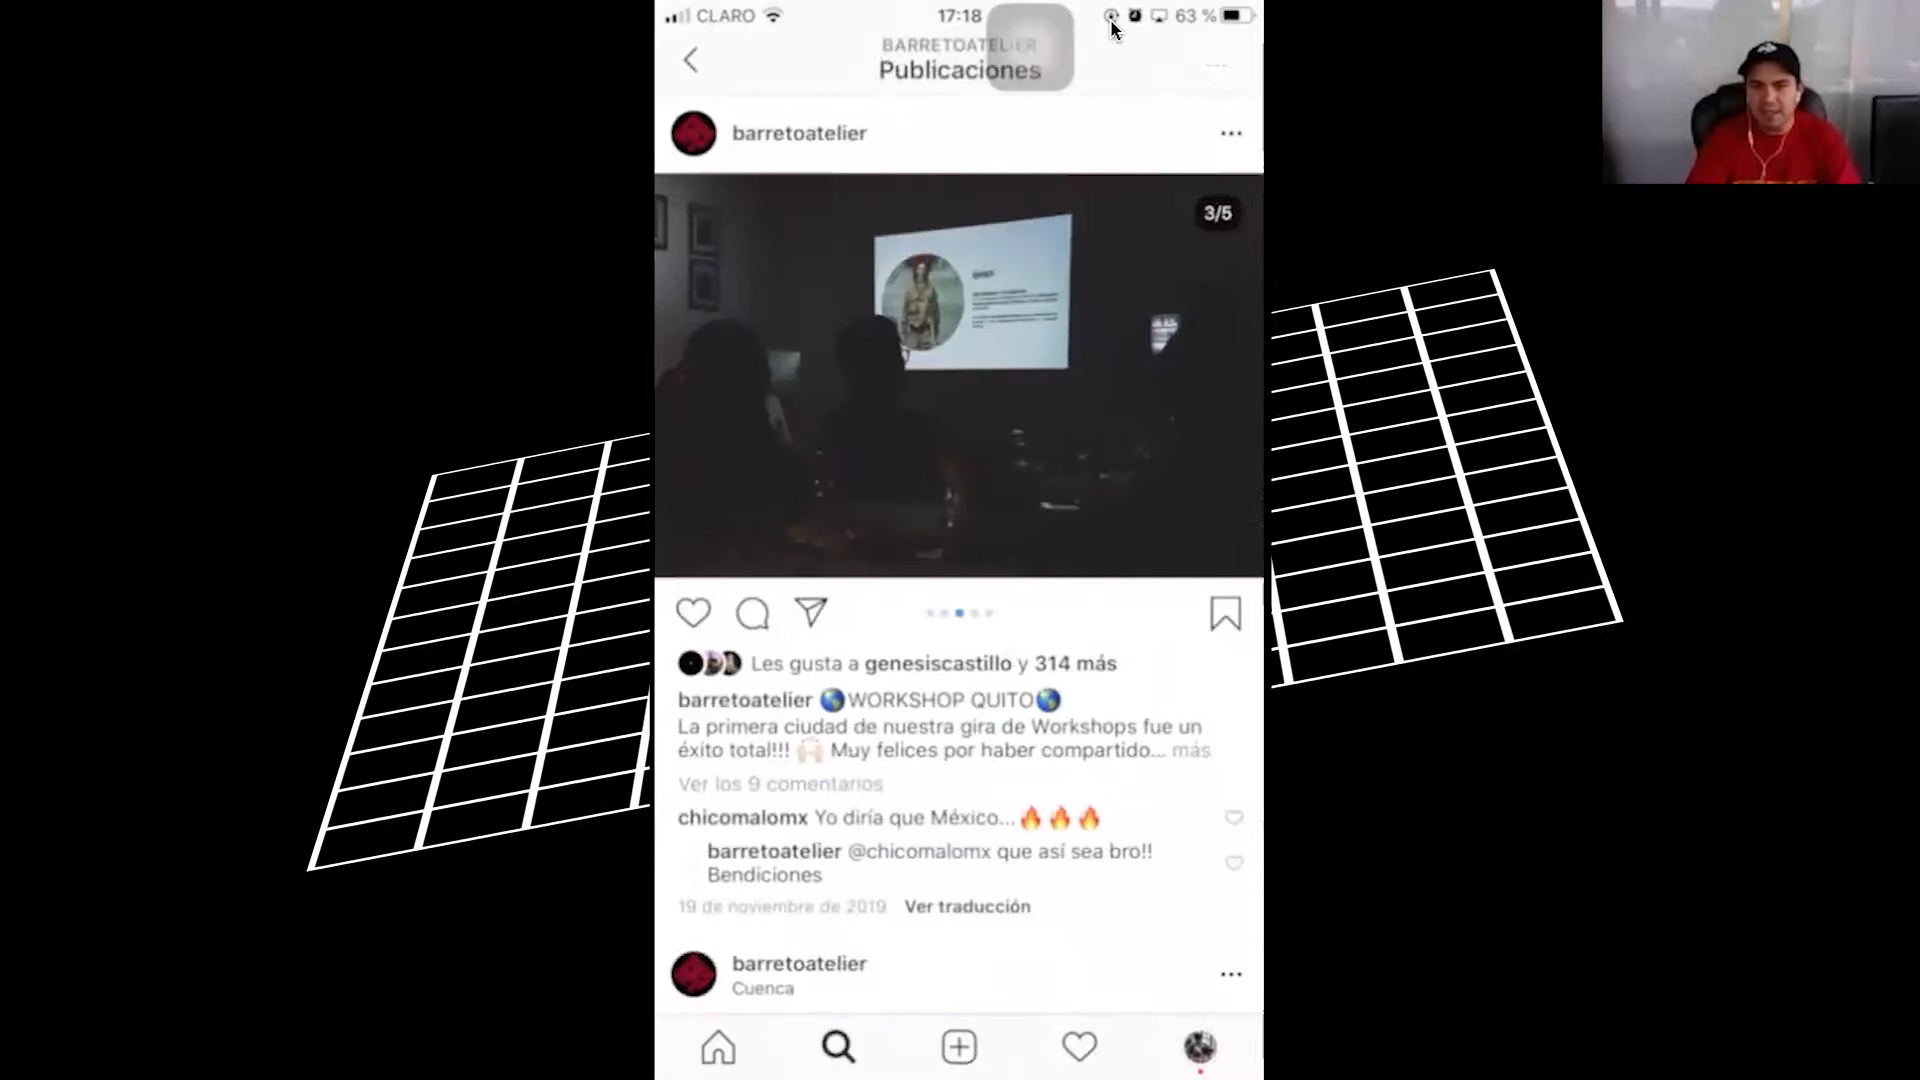 CLARO 17:18 63 %
BARRETOATELIER
Publicaciones
barretoatelier
3/5
Les gusta a genesiscastillo y 314 más
barretoatelier 🌎WORKSHOP QUITO🌎
La primera ciudad de nuestra gira de Workshops fue un
éxito total!!! 🙌🏻 Muy felices por haber compartido... más
Ver los 9 comentarios
chicomalomx Yo diría que México...🔥🔥🔥
barretoatelier @chicomalomx que así sea bro!!
Bendiciones
19 de noviembre de 2019 Ver traducción
barretoatelier
Cuenca